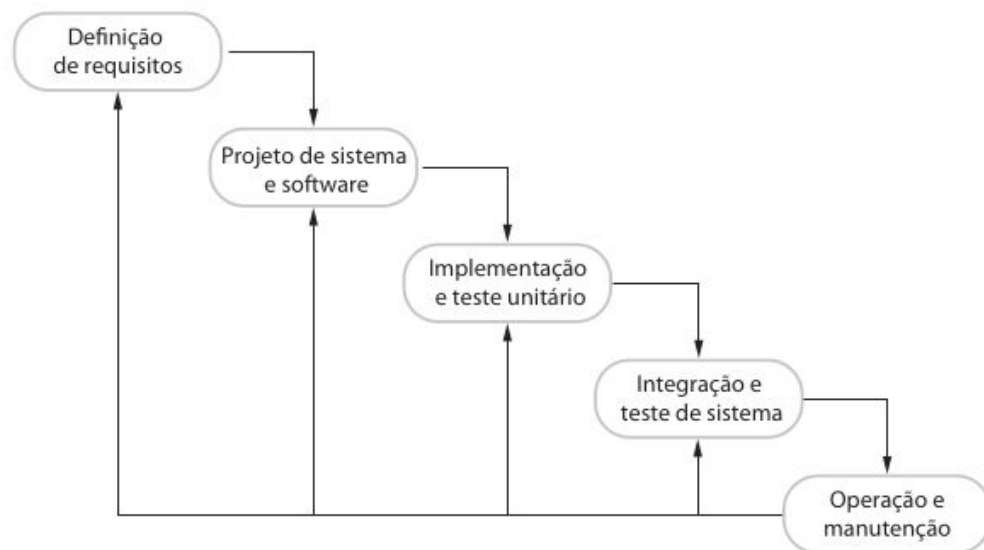 Definição
de requisitos
Projeto de sistema
e software
Implementação
e teste unitário
Integração e
teste de sistema
Operação e
manutenção